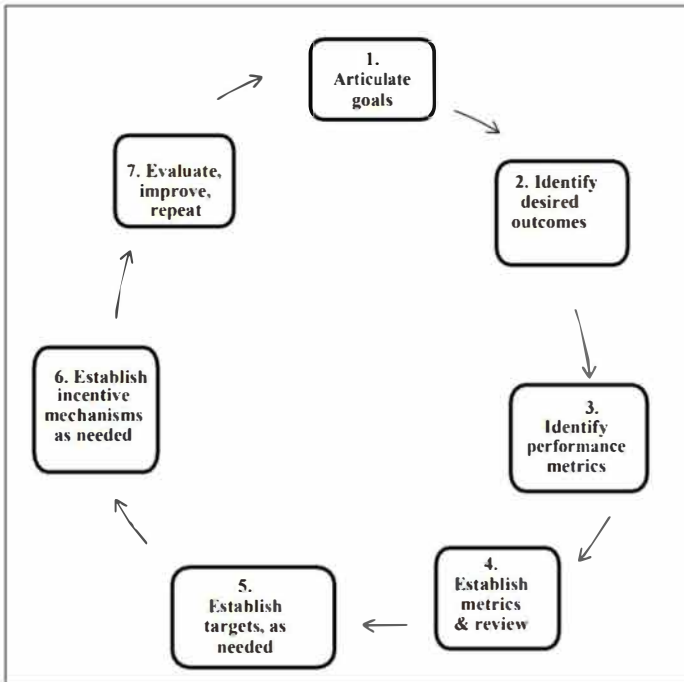 1.
Articulate
goals
2. Identify
desired
outcomes
3.
Identify
performance
metrics
4.
Establish
metrics
& review
5.
Establish
targets, as
needed
6. Establish
incentive
mechanisms
as needed
7. Evaluate,
improve,
repeat